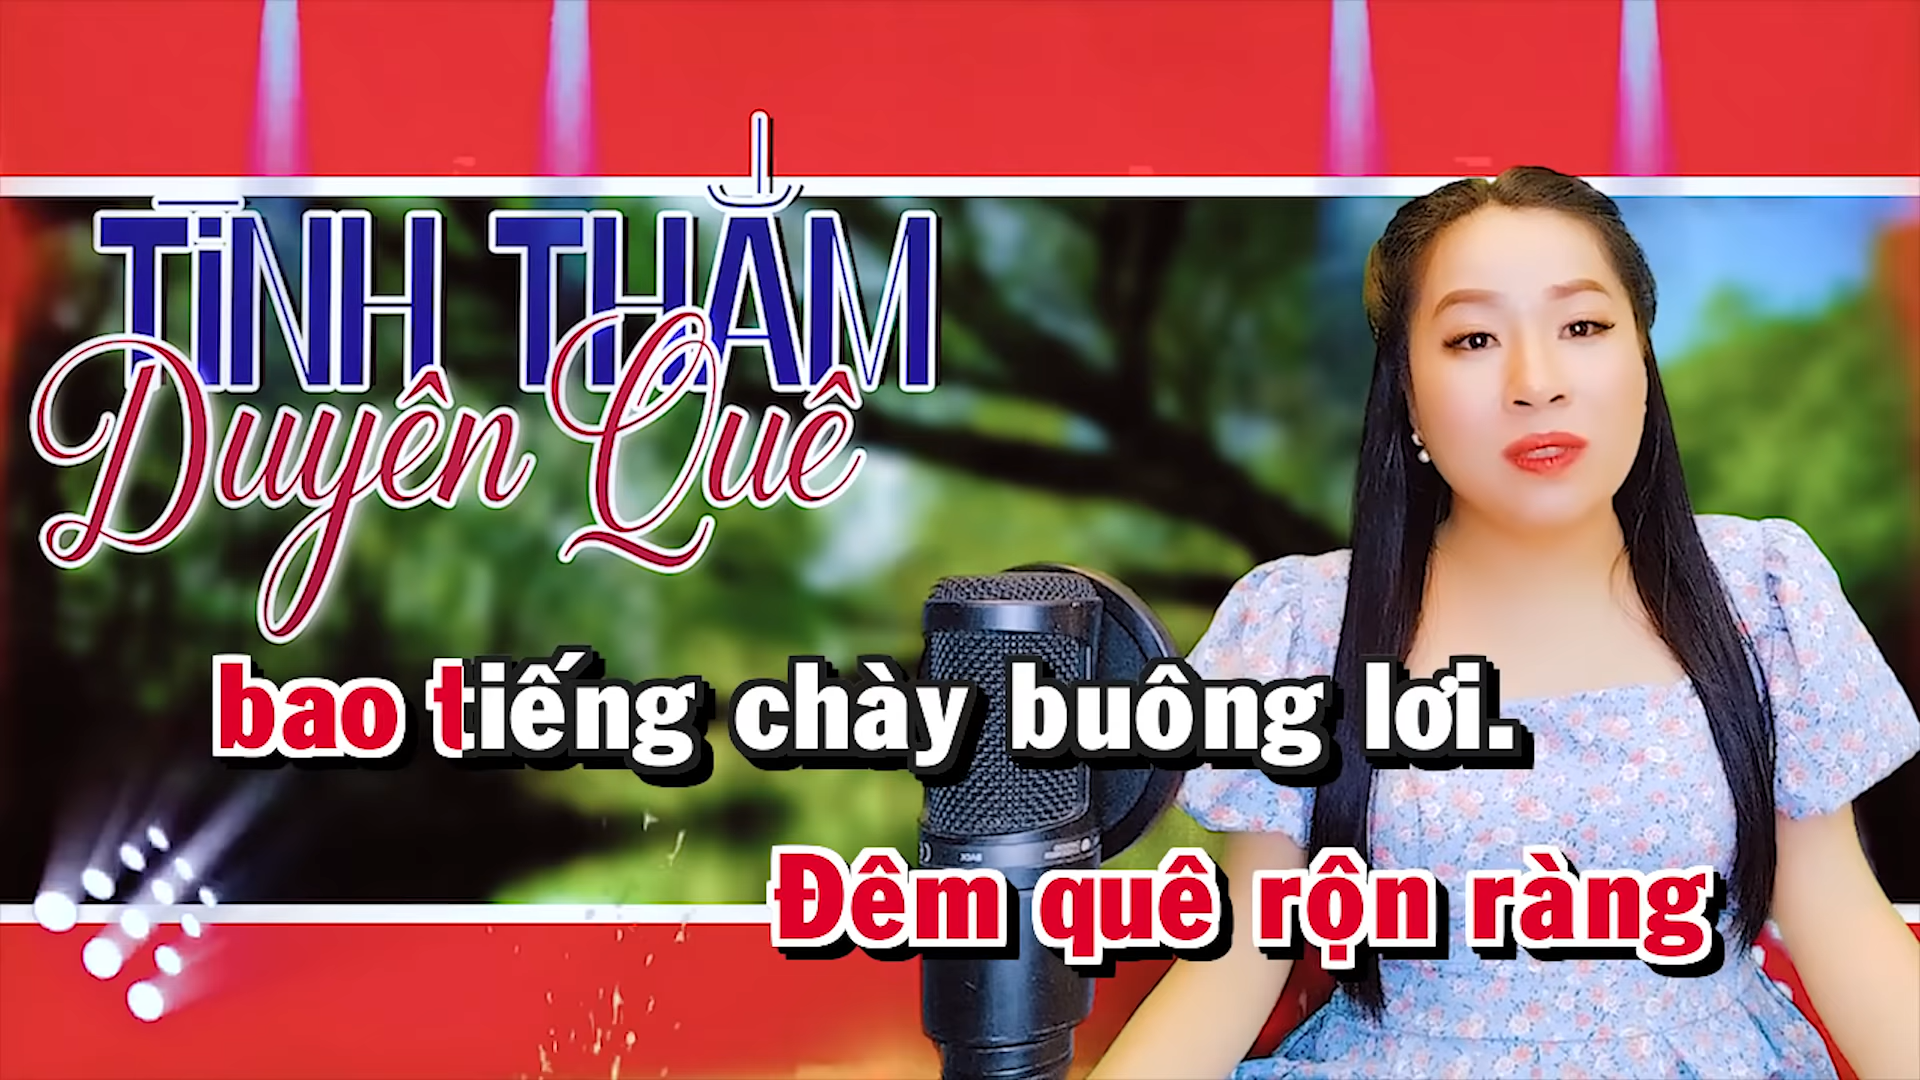 TÌNH THẮM
Duyên Quê
bao tiếng chày buông lơi.
Đêm quê rộn ràng